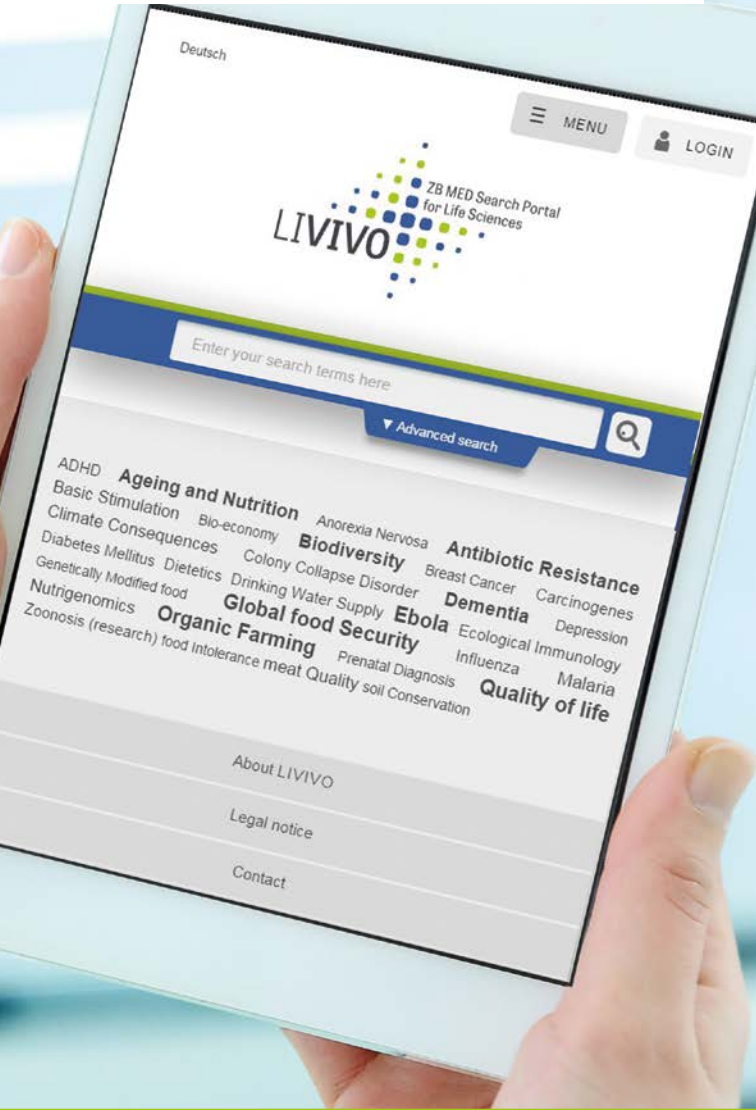 Deutsch
MENU
LOGIN
LIVIVO
ZB MED Search Portal
for Life Sciences
Enter your search terms here
▼ Advanced search
ADHD Ageing and Nutrition Anorexia Nervosa Antibiotic Resistance
Basic Stimulation Bio-economy Biodiversity Breast Cancer Carcinogenes
Climate Consequences Colony Collapse Disorder Dementia Depression
Diabetes Mellitus Dietetics Drinking Water Supply Ebola Ecological Immunology
Genetically Modified food Global food Security Influenza Malaria
Nutrigenomics Organic Farming Prenatal Diagnosis Quality of life
Zoonosis (research) food Intolerance meat Quality soil Conservation
About LIVIVO
Legal notice
Contact